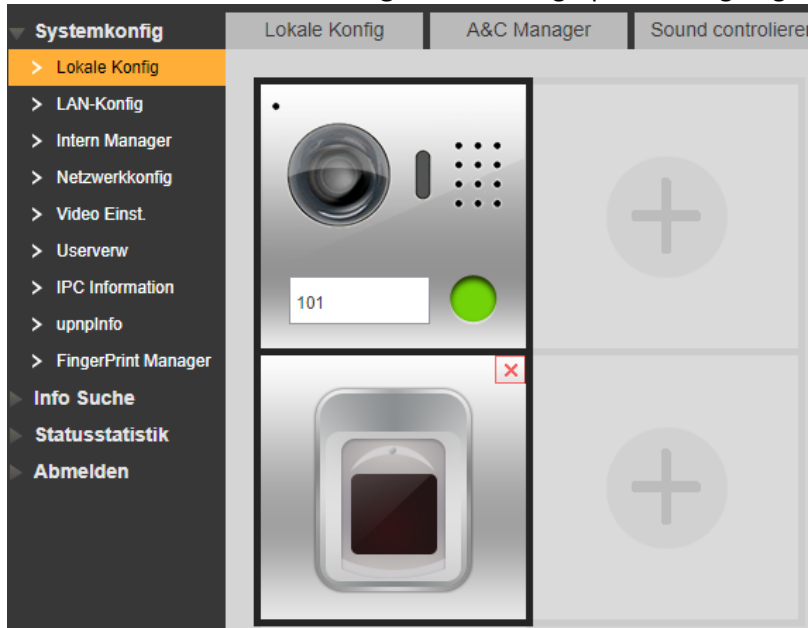 Systemkonfig
Lokale Konfig
LAN-Konfig
Intern Manager
Netzwerkkonfig
Video Einst.
Userverw
IPC Information
upnpInfo
FingerPrint Manager
Info Suche
Statusstatistik
Abmelden
Lokale Konfig
A&C Manager
Sound controliere
101